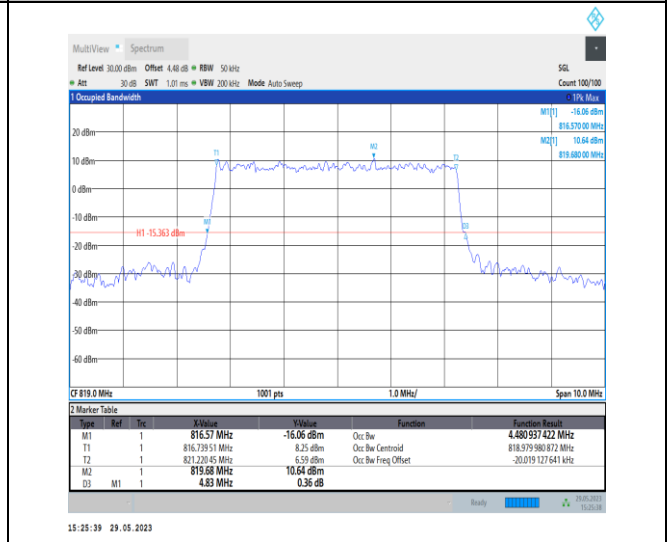 MultiView Spectrum
Ref Level 30.00 dBm Offset 4.48 dB RBW 50 kHz SGL
Att 30 dB SWT 1.01 ms VBW 200 kHz Mode Auto Sweep Count 100/100
1 Occupied Bandwidth 1Pk Max
M1[1] -16.06 dBm
816.570 00 MHz
M2[1] 10.64 dBm
819.680 00 MHz
20 dBm
M2
T1
T2
10 dBm
0 dBm
-10 dBm
M1
D3
H1 -15.363 dBm
-20 dBm
-30 dBm
-40 dBm
-50 dBm
-60 dBm
CF 819.0 MHz 1001 pts 1.0 MHz/ Span 10.0 MHz
2 Marker Table
Type Ref Trc X-Value Y-Value Function Function Result
M1 1 816.57 MHz -16.06 dBm Occ Bw 4.480 937 422 MHz
T1 1 816.739 51 MHz 8.25 dBm Occ Bw Centroid 818.979 980 872 MHz
T2 1 821.220 45 MHz 6.59 dBm Occ Bw Freq Offset -20.019 127 641 kHz
M2 1 819.68 MHz 10.64 dBm
D3 M1 1 4.83 MHz 0.36 dB
Ready 29.05.2023
15:25:38
15:25:39 29.05.2023